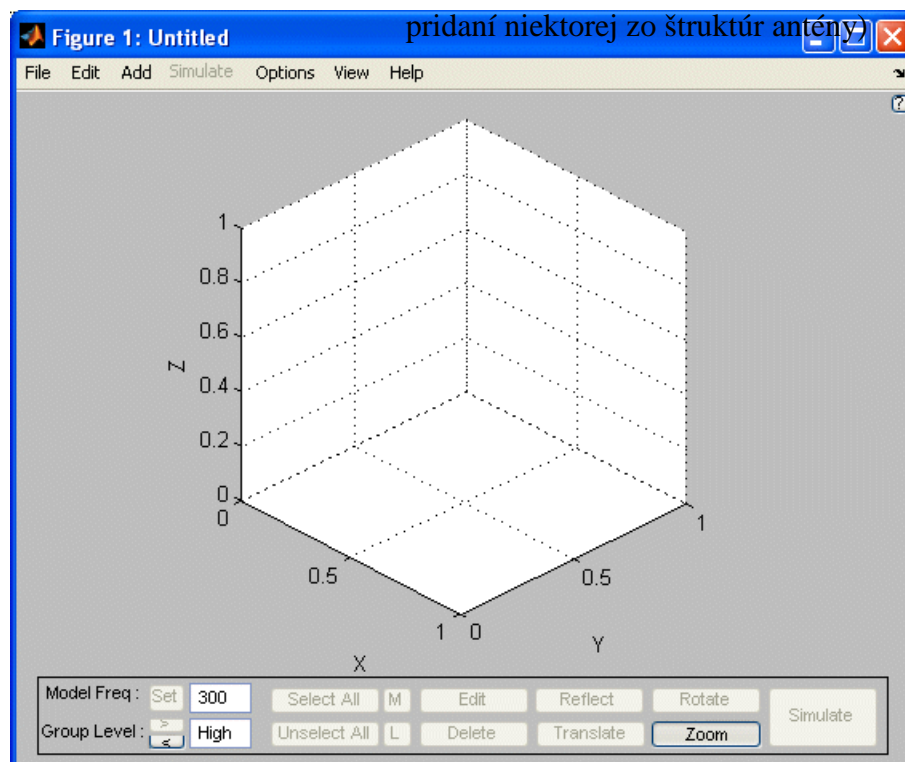 pridaní niektorej zo štruktúr antény)
Figure 1: Untitled
File Edit Add Simulate Options View Help
?
1
0.8
0.6
0.4
0.2
0
Z
0
0.5
1
X
0
0.5
1
Y
Model Freq : Set 300 Select All M Edit Reflect Rotate Simulate
Group Level : > < High Unselect All L Delete Translate Zoom